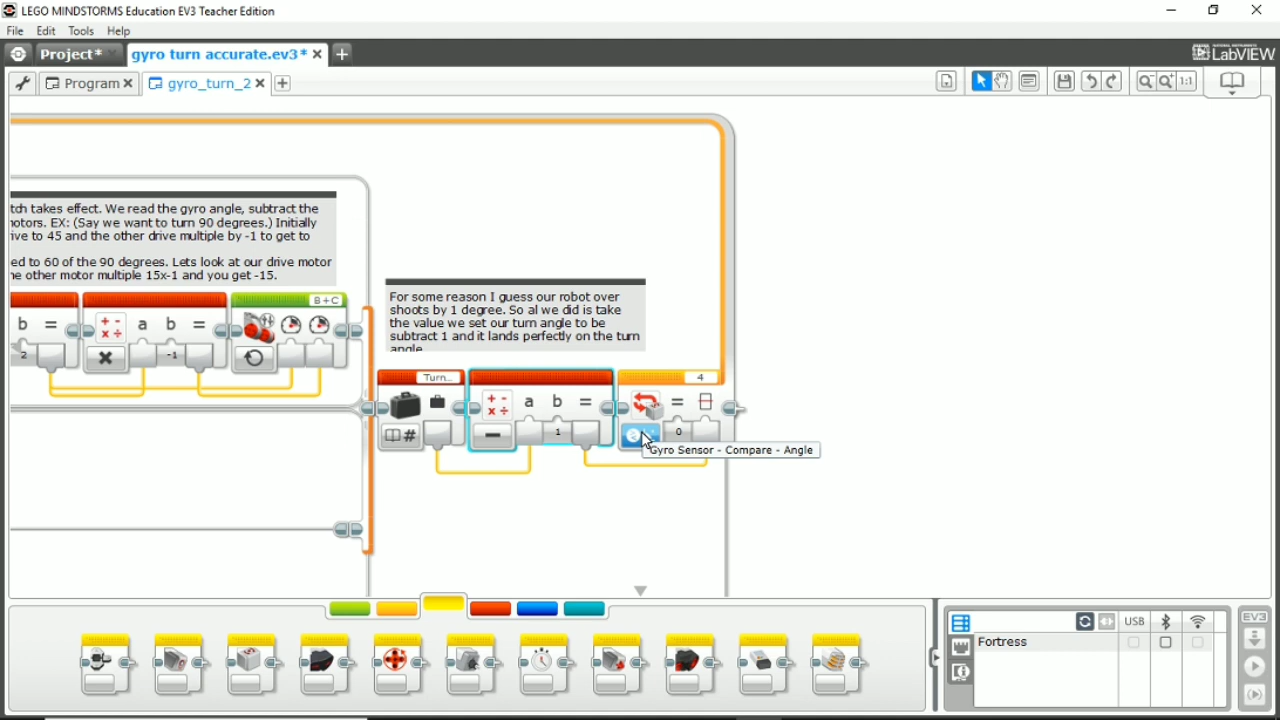 LEGO MINDSTORMS Education EV3 Teacher Edition
File Edit Tools Help
Project* gyro turn accurate.ev3*
NATIONAL INSTRUMENTS
LabVIEW
Program gyro_turn_2
1:1
tch takes effect. We read the gyro angle, subtract the
otors. EX: (Say we want to turn 90 degrees.) Initially
ive to 45 and the other drive multiple by -1 to get to
ed to 60 of the 90 degrees. Lets look at our drive motor
e other motor multiple 15x-1 and you get -15.
B+C
b = a b =
2 -1
For some reason I guess our robot over
shoots by 1 degree. So al we did is take
the value we set our turn angle to be
subtract 1 and it lands perfectly on the turn
angle
Turn... 4
a b = =
# 1 0
Gyro Sensor - Compare - Angle
USB
EV3
Fortress